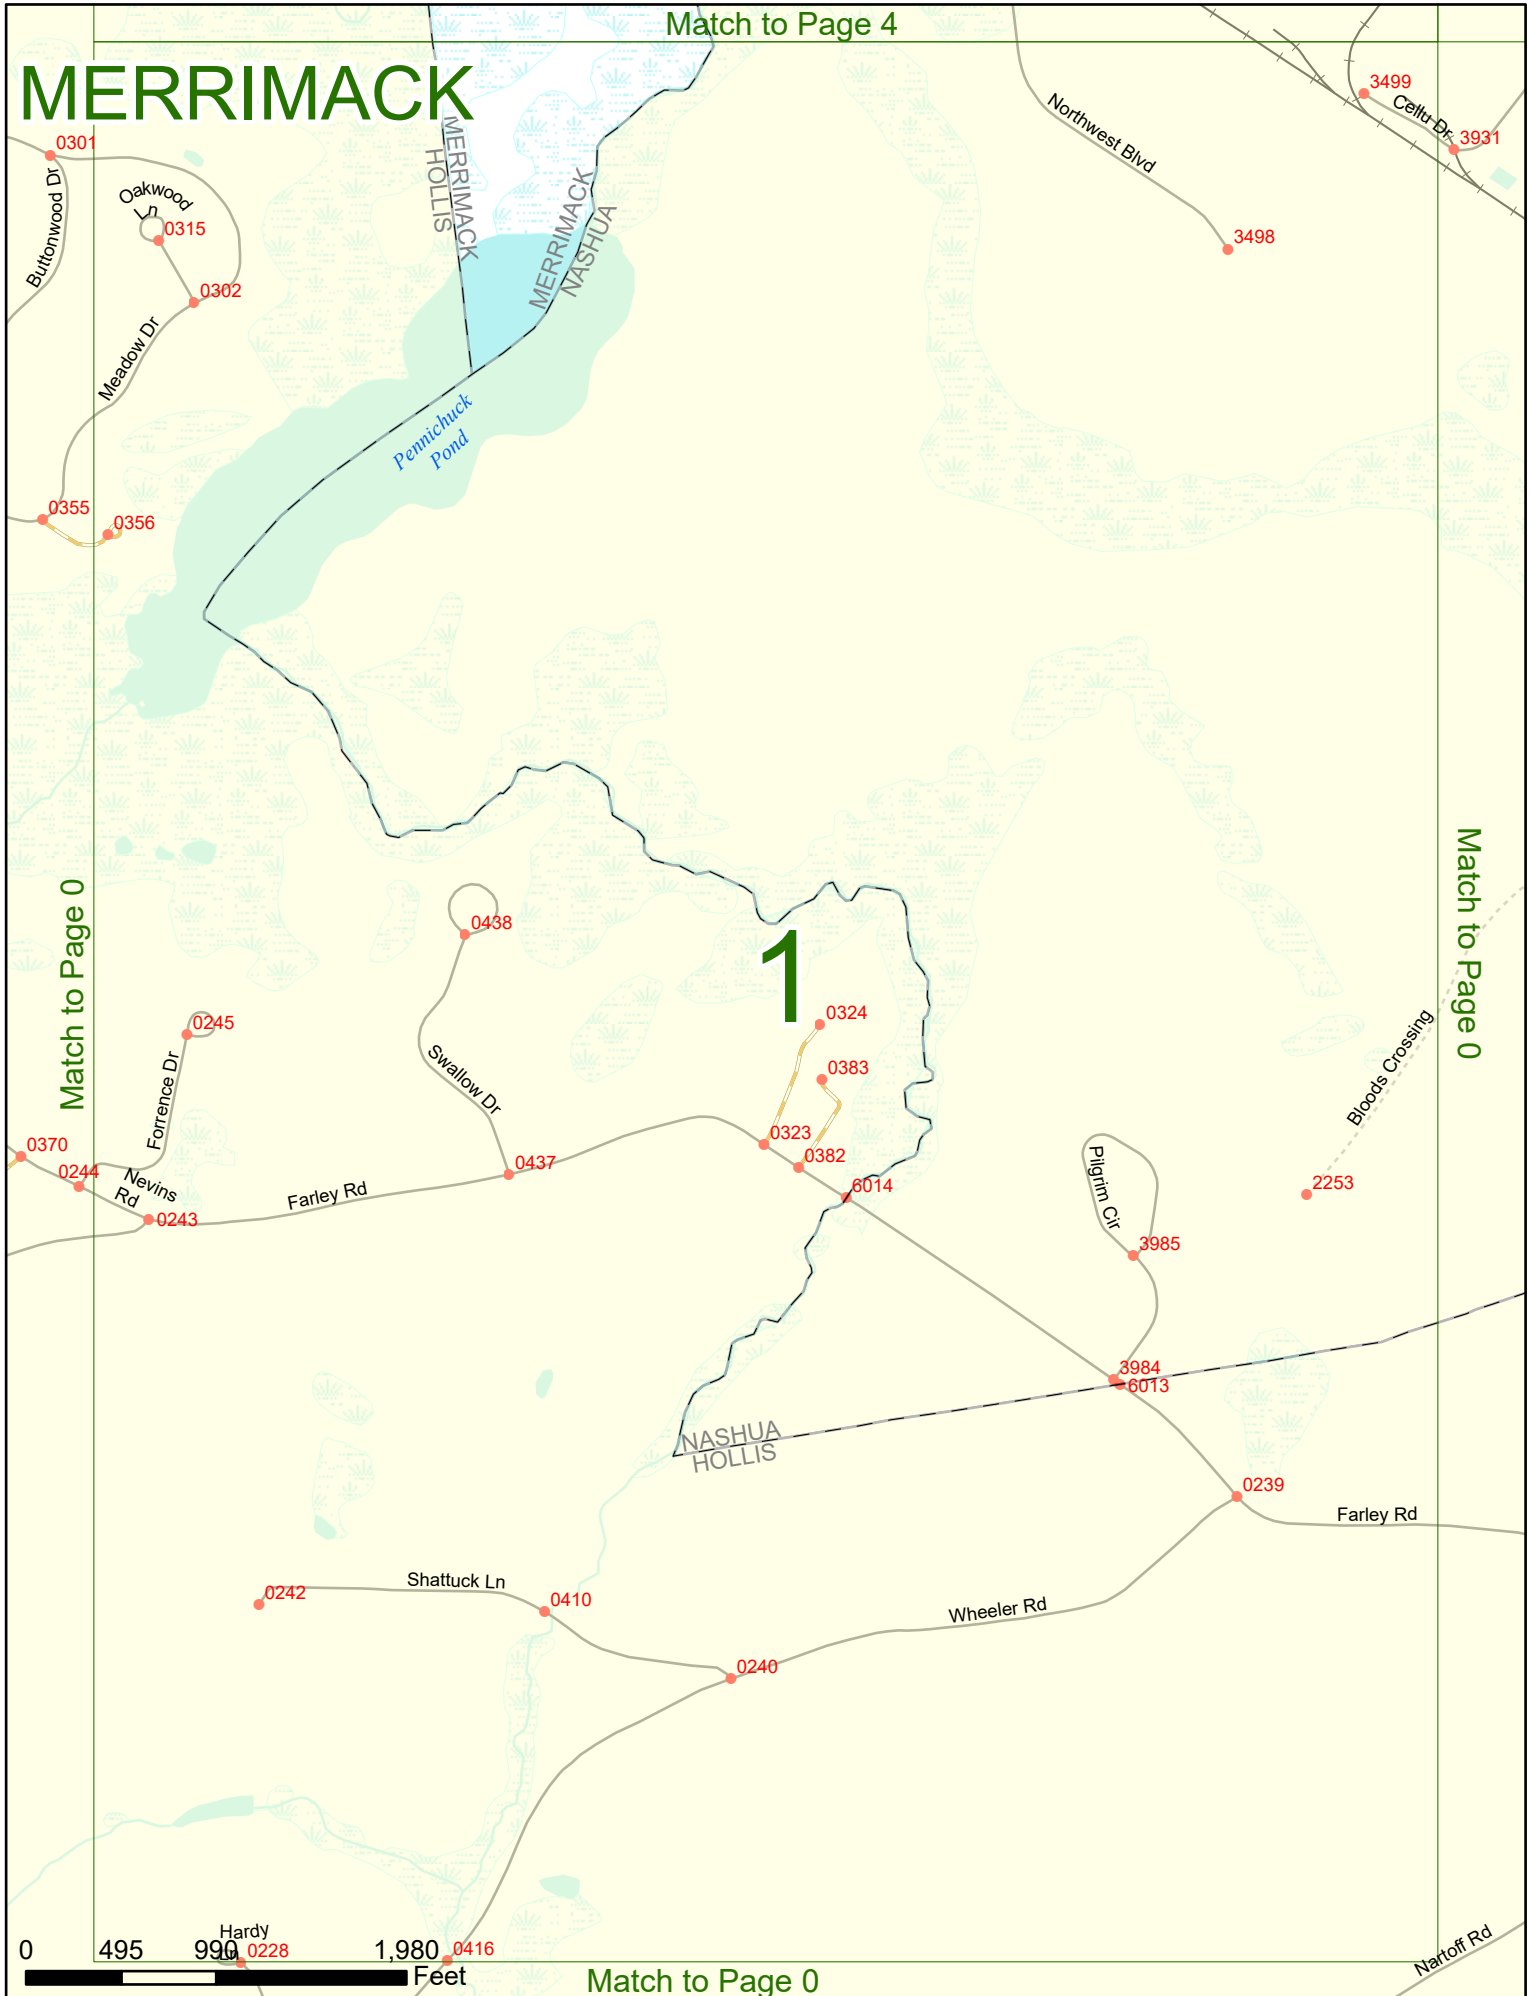 Match to Page 4
MERRIMACK
3499
Cellu Dr
3931
Northwest Blvd
3498
0301
Buttonwood Dr
Oakwood
Ln
0315
0302
Meadow Dr
MERRIMACK
HOLLIS
MERRIMACK
NASHUA
Pennichuck
Pond
0355
0356
Match to Page 0
Match to Page 0
0438
1
0324
0383
0245
Forrence Dr
Swallow Dr
Bloods Crossing
0370
0244
Nevins
Rd
0243
Farley Rd
0437
0323
0382
6014
Pilgrim Cir
2253
3985
3984
6013
NASHUA
HOLLIS
0239
Farley Rd
0242
Shattuck Ln
0410
Wheeler Rd
0240
Hardy
Ln
0228
0416
0 495 990 1,980
Feet
Match to Page 0
Nartoff Rd